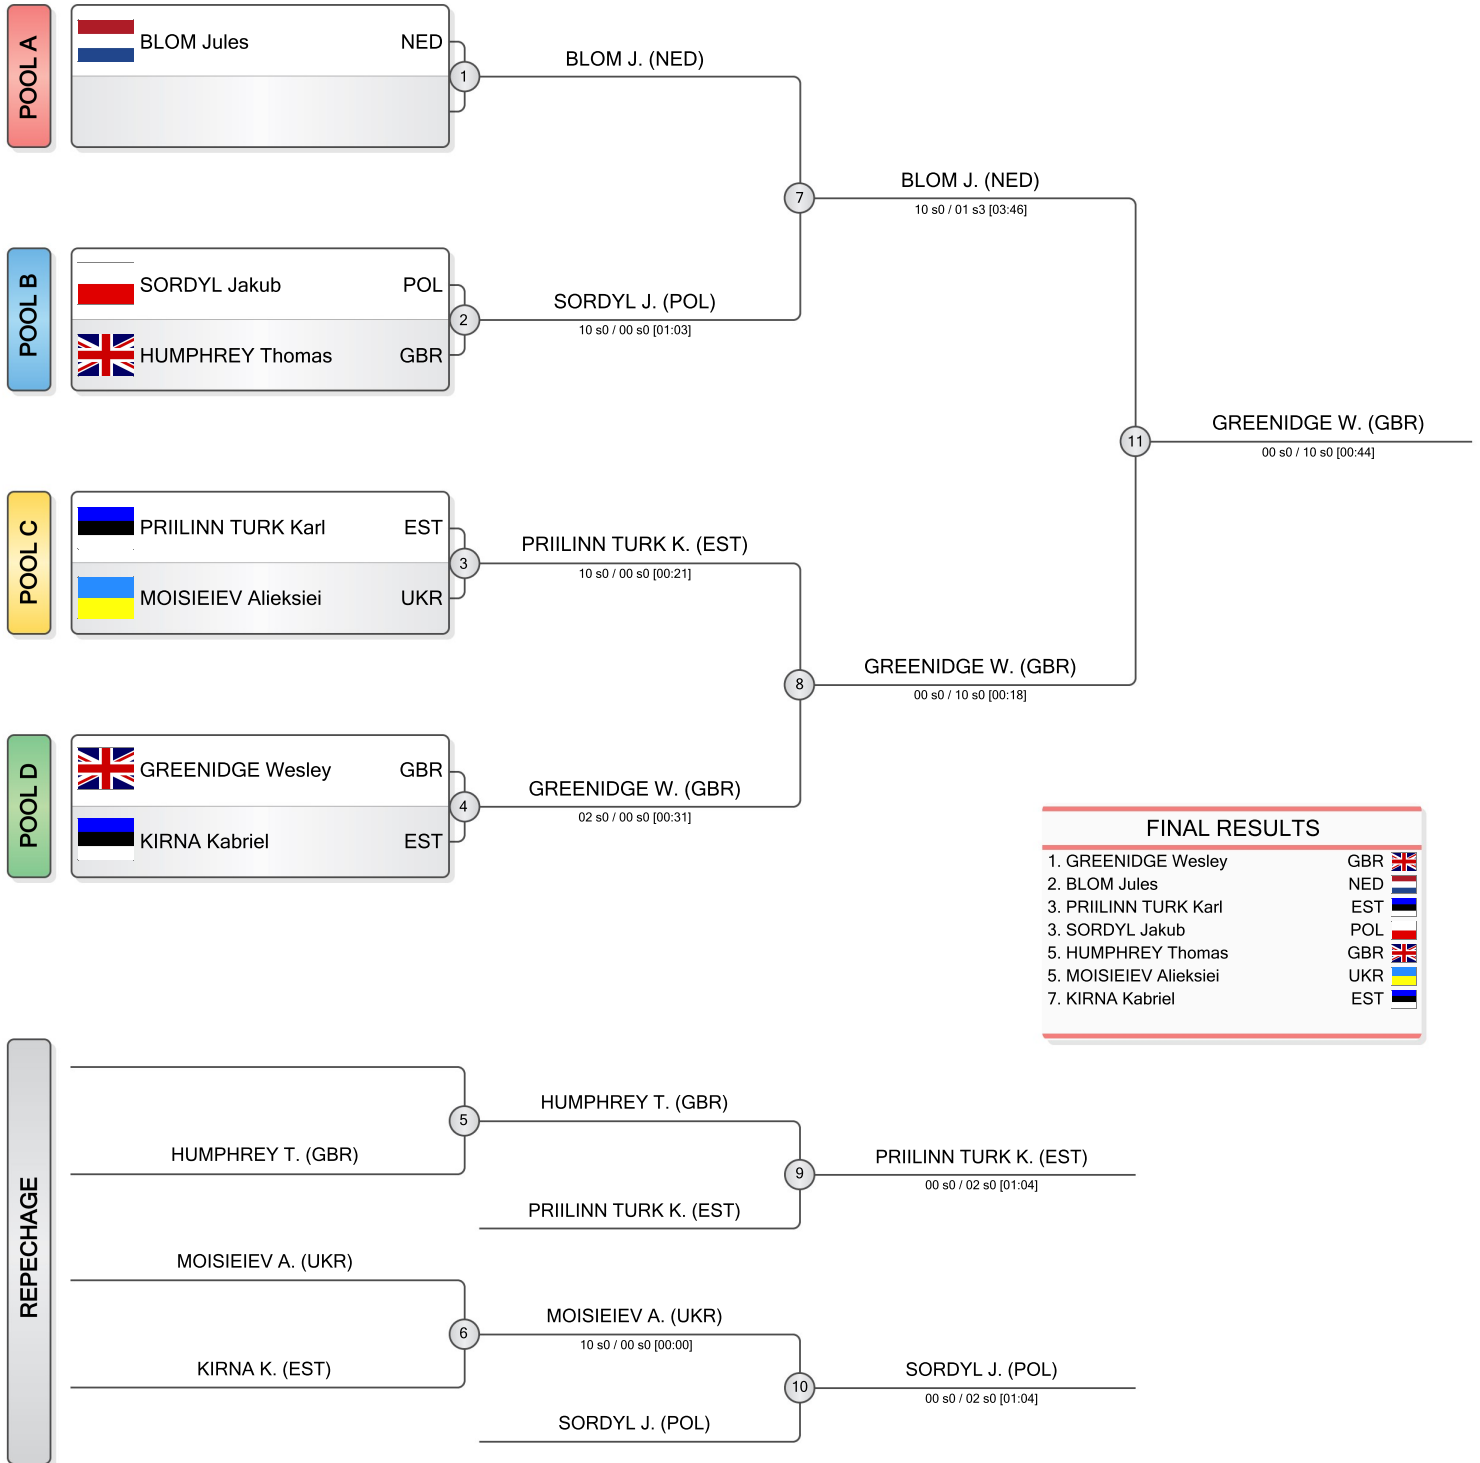 POOL A
BLOM Jules NED
1
BLOM J. (NED)
7
BLOM J. (NED)
10 s0 / 01 s3 [03:46]
POOL B
SORDYL Jakub POL
HUMPHREY Thomas GBR
2
SORDYL J. (POL)
10 s0 / 00 s0 [01:03]
11
GREENIDGE W. (GBR)
00 s0 / 10 s0 [00:44]
POOL C
PRIILINN TURK Karl EST
MOISIEIEV Alieksiei UKR
3
PRIILINN TURK K. (EST)
10 s0 / 00 s0 [00:21]
8
GREENIDGE W. (GBR)
00 s0 / 10 s0 [00:18]
POOL D
GREENIDGE Wesley GBR
KIRNA Kabriel EST
4
GREENIDGE W. (GBR)
02 s0 / 00 s0 [00:31]
FINAL RESULTS
1. GREENIDGE Wesley GBR
2. BLOM Jules NED
3. PRIILINN TURK Karl EST
3. SORDYL Jakub POL
5. HUMPHREY Thomas GBR
5. MOISIEIEV Alieksiei UKR
7. KIRNA Kabriel EST
REPECHAGE
HUMPHREY T. (GBR)
5
HUMPHREY T. (GBR)
PRIILINN TURK K. (EST)
9
PRIILINN TURK K. (EST)
00 s0 / 02 s0 [01:04]
MOISIEIEV A. (UKR)
KIRNA K. (EST)
6
MOISIEIEV A. (UKR)
10 s0 / 00 s0 [00:00]
SORDYL J. (POL)
10
SORDYL J. (POL)
00 s0 / 02 s0 [01:04]